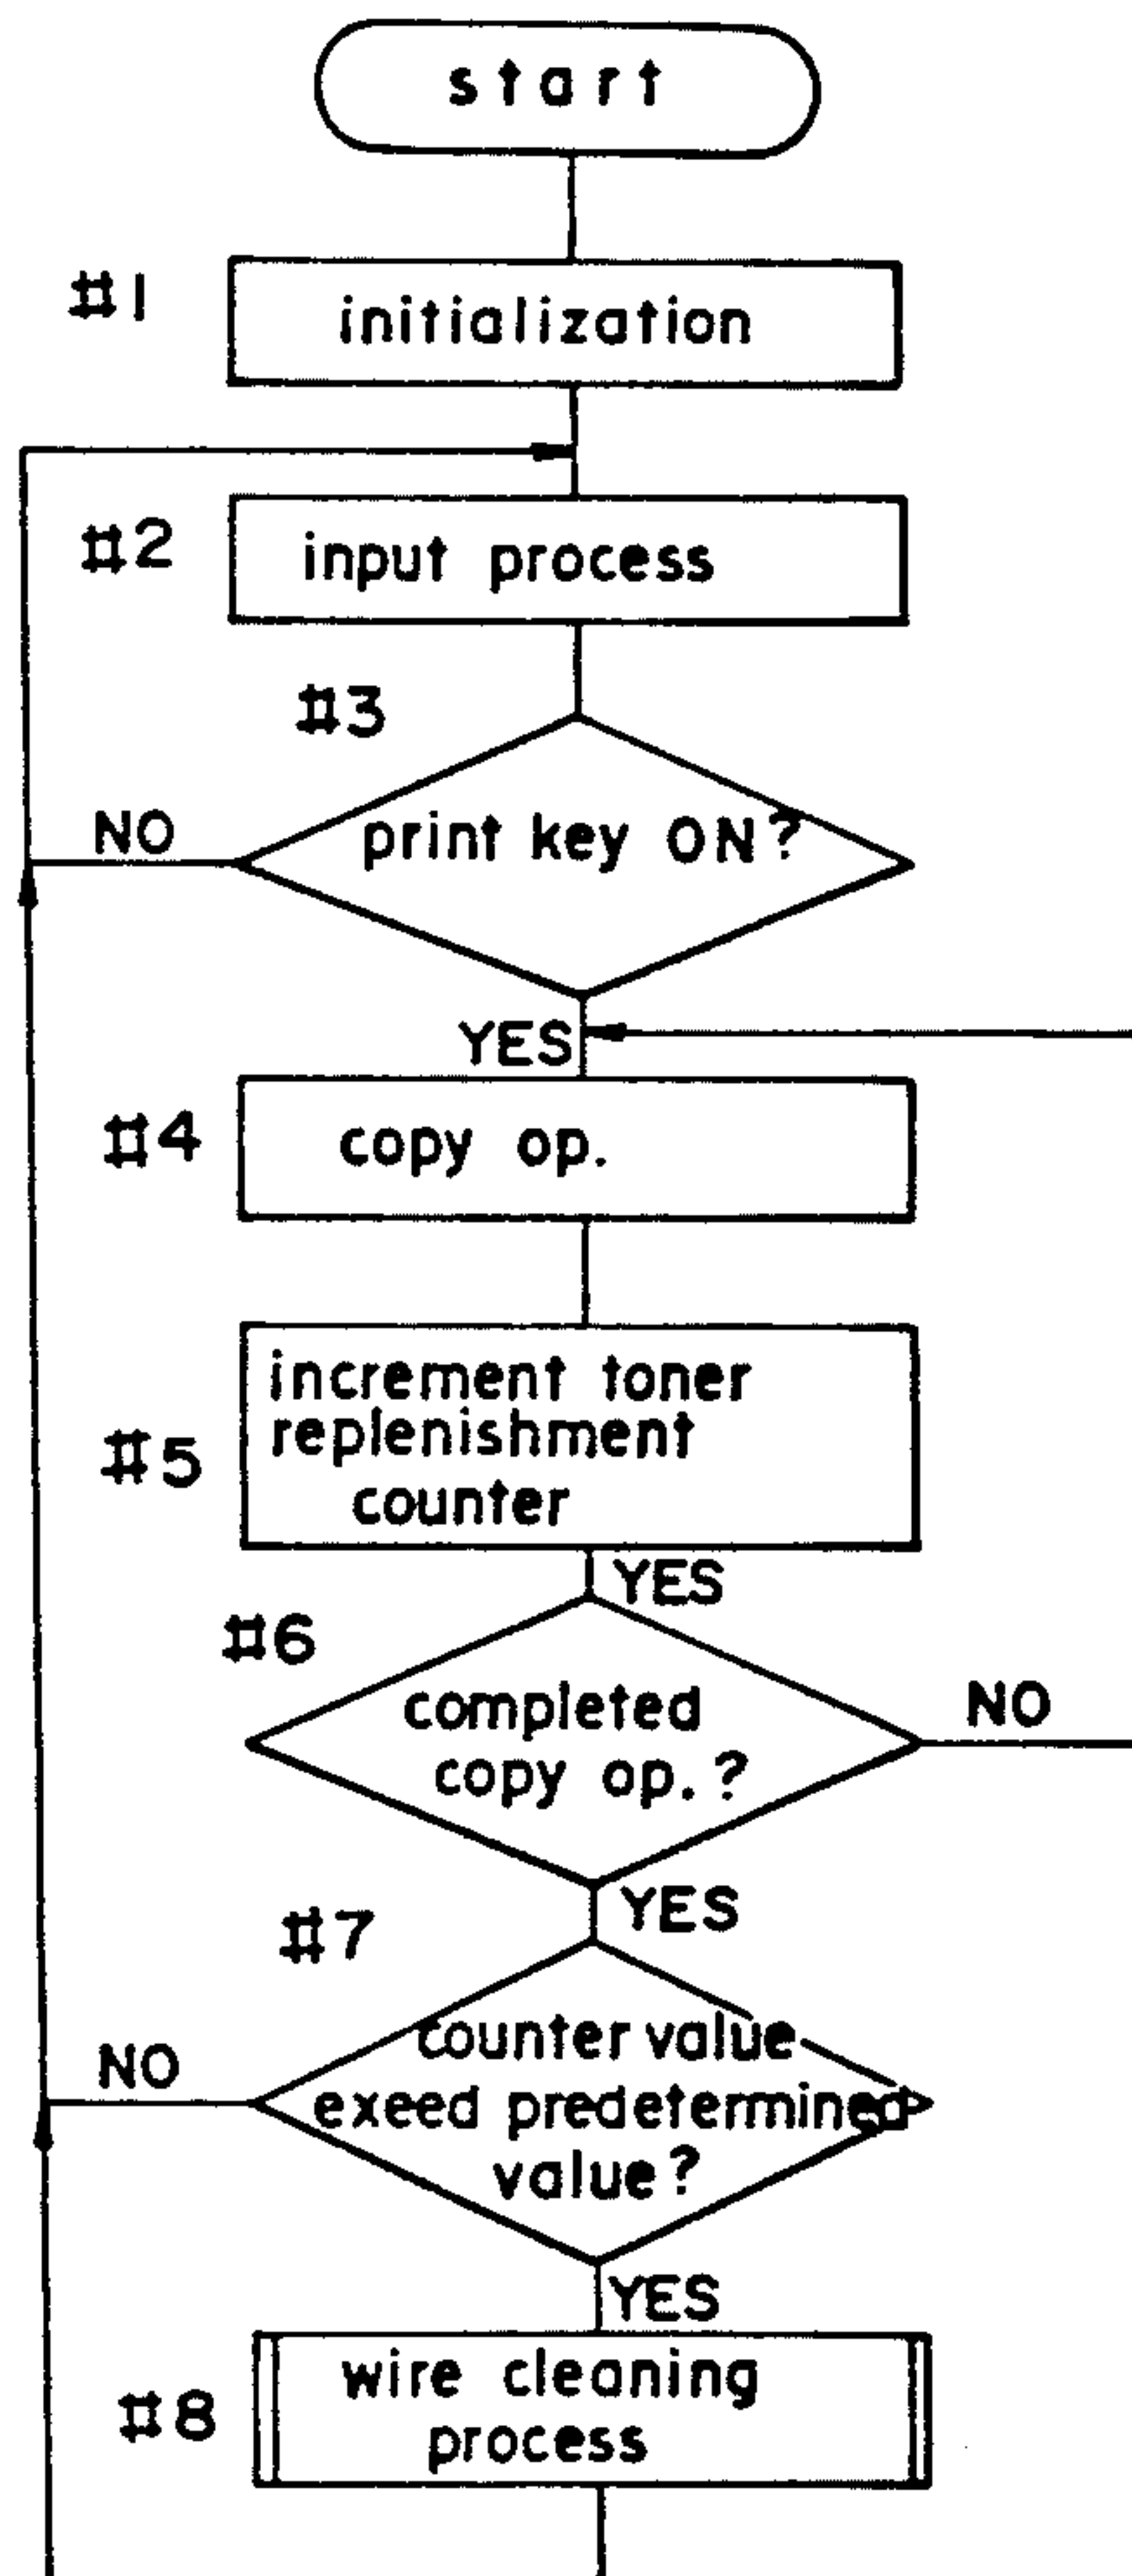 start
#1
initialization
#2
input process
#3
print key ON?
NO
YES
#4
copy op.
#5
increment toner
replenishment
counter
YES
#6
completed
copy op.?
NO
YES
#7
counter value
exeed predetermined
value?
NO
YES
#8
wire cleaning
process